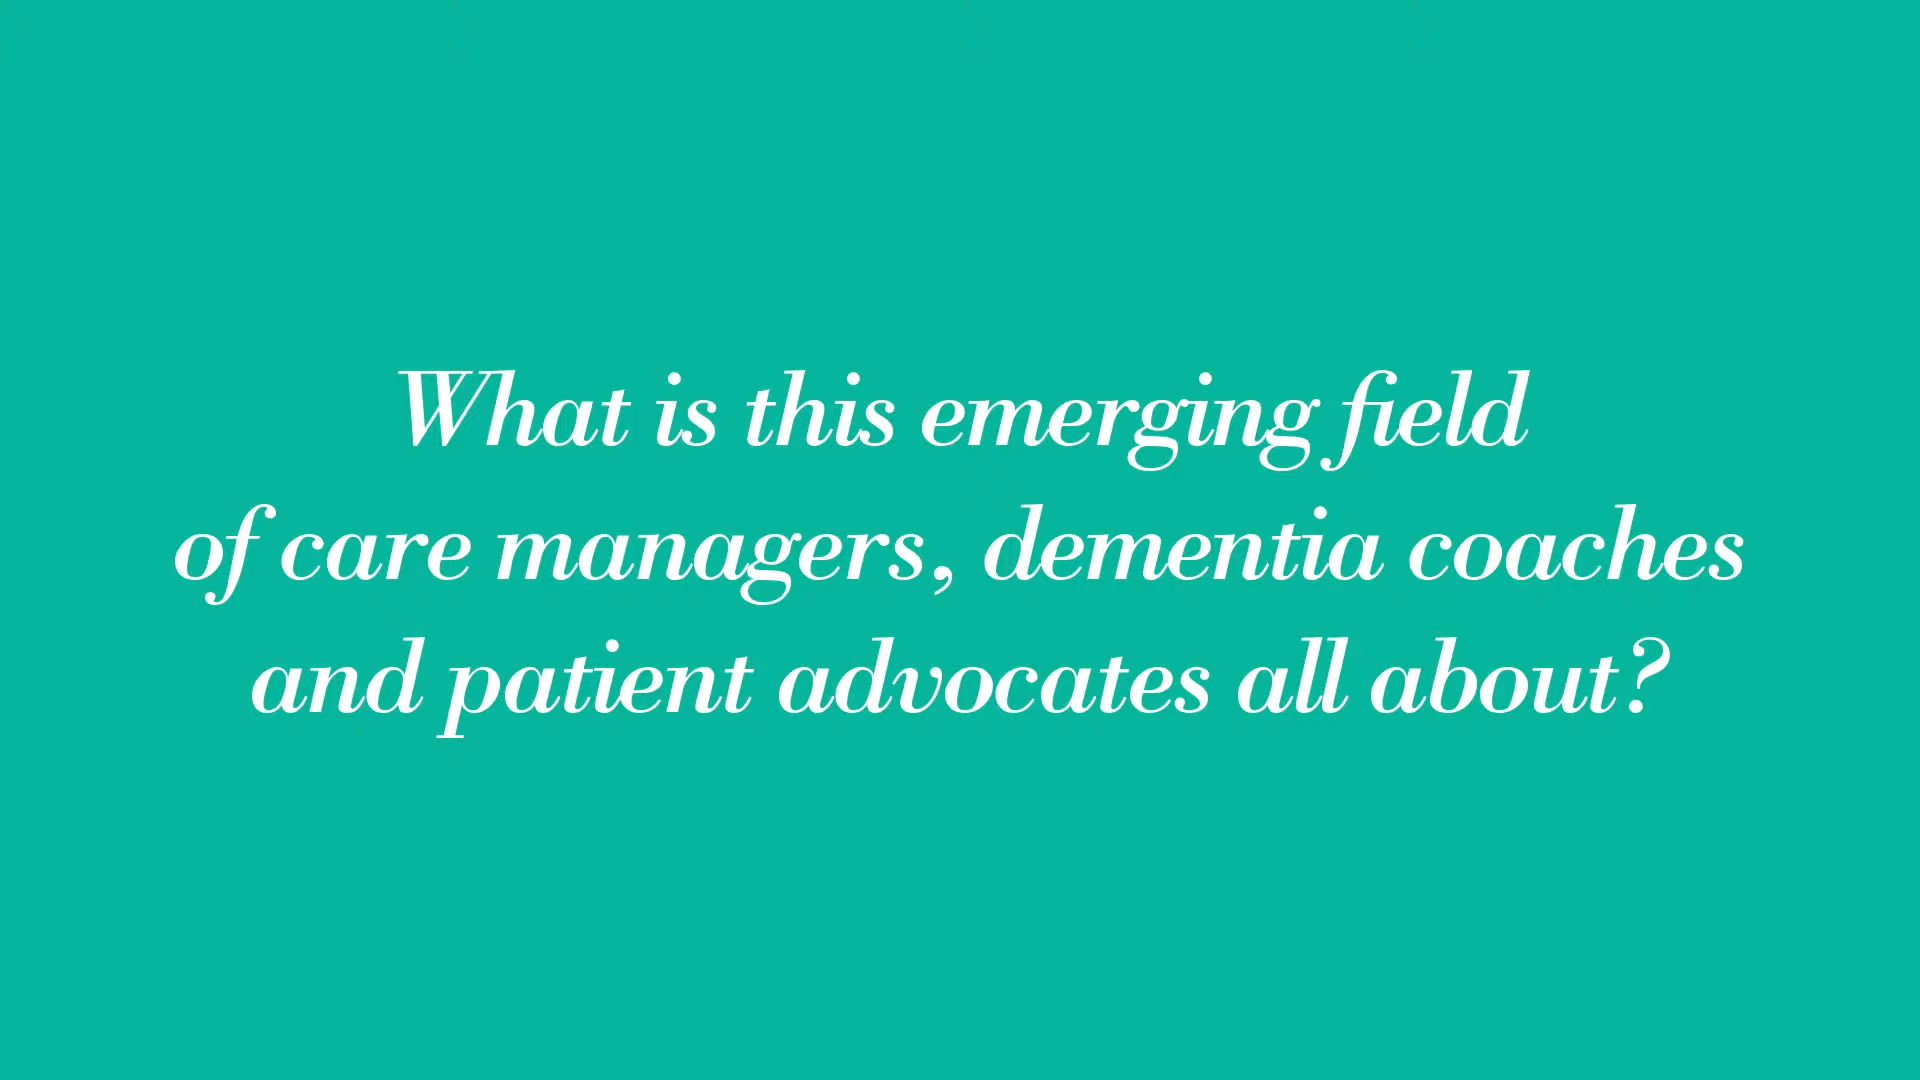 What is this emerging field
of care managers, dementia coaches
and patient advocates all about?